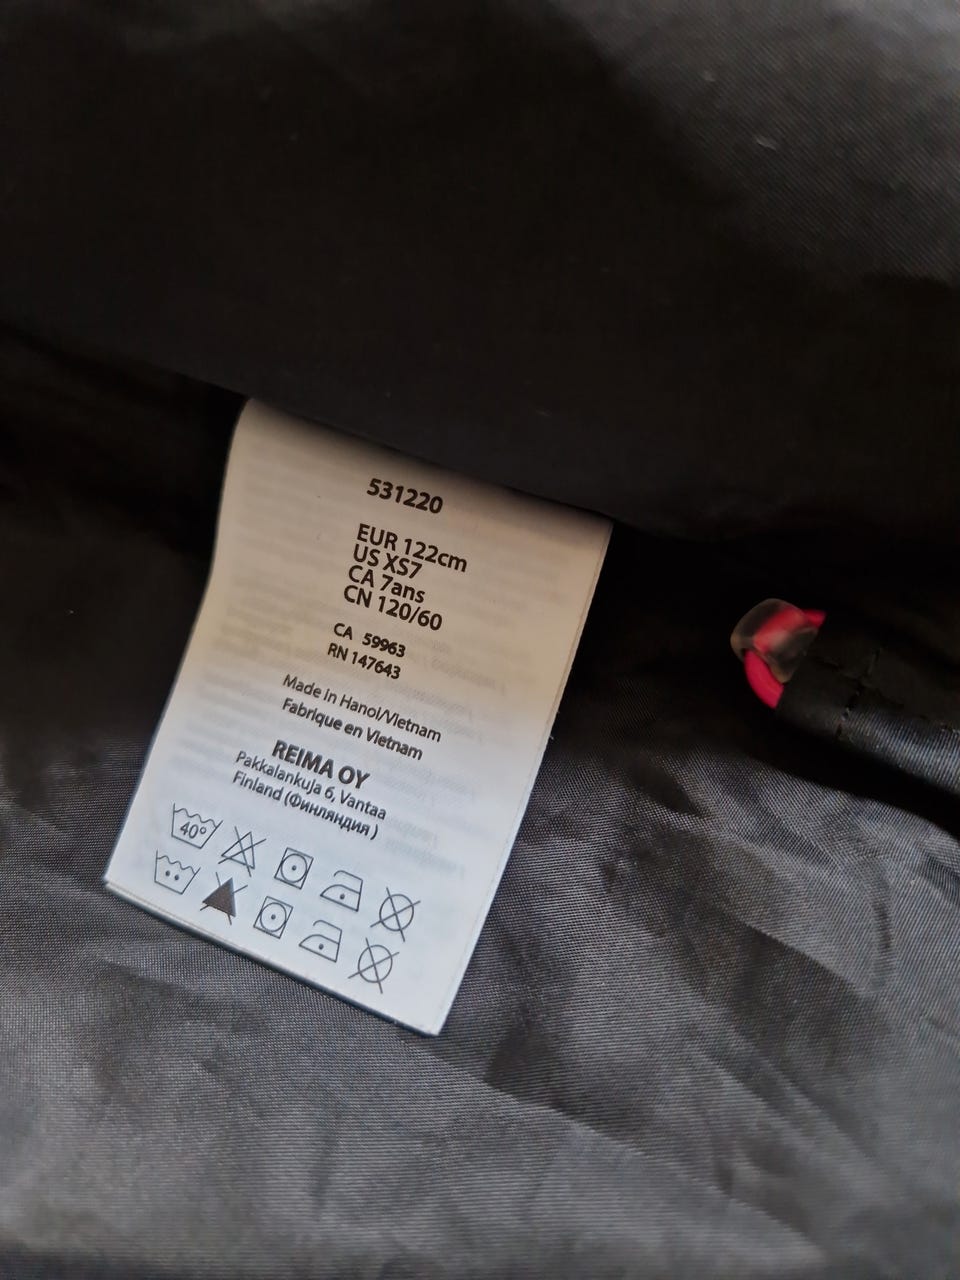 531220
EUR 122cm
US XS7
CA 7ans
CN 120/60
CA 59963
RN 147643
Made in Hanoi/Vietnam
Fabrique en Vietnam
REIMA OY
Pakkalankuja 6, Vantaa
Finland (Финляндия )
40°